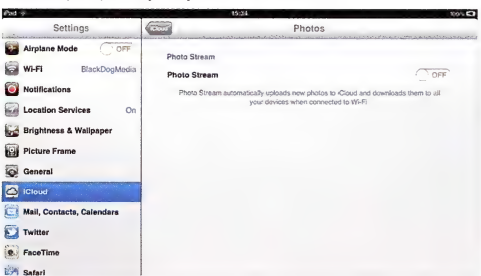 iPad
15:34
100%
Settings
iCloud
Photos
Airplane Mode
OFF
Wi-Fi
BlackDogMedia
Notifications
Location Services
On
Brightness & Wallpaper
Picture Frame
General
iCloud
Mail, Contacts, Calendars
Twitter
FaceTime
Safari
Photo Stream
Photo Stream
OFF
Photo Stream automatically uploads new photos to iCloud and downloads them to all
your devices when connected to Wi-Fi